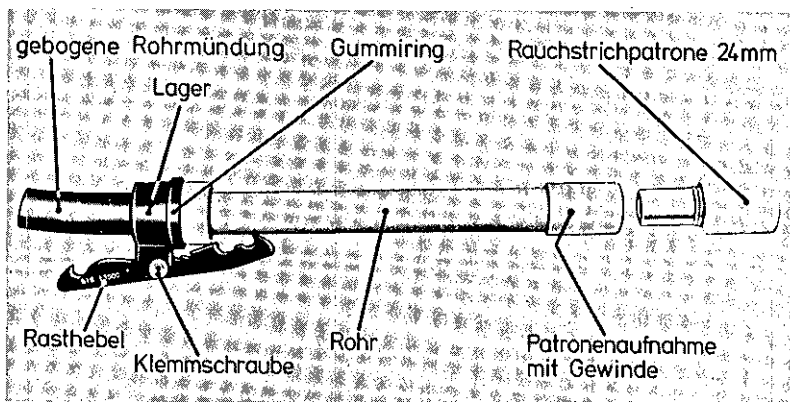 gebogene Rohrmündung
Gummiring
Rauchstrichpatrone 24mm
Lager
Rasthebel
Klemmschraube
Rohr
Patronenaufnahme
mit Gewinde